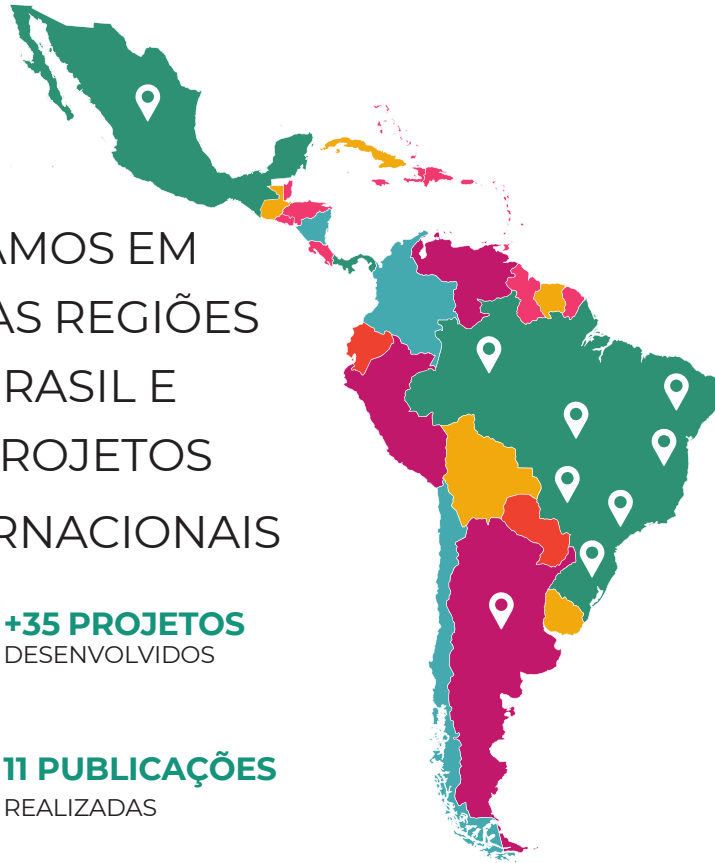 AMOS EM
AS REGIÕES
RASIL E
ROJETOS
RNACIONAIS
+35 PROJETOS
DESENVOLVIDOS
11 PUBLICAÇÕES
REALIZADAS